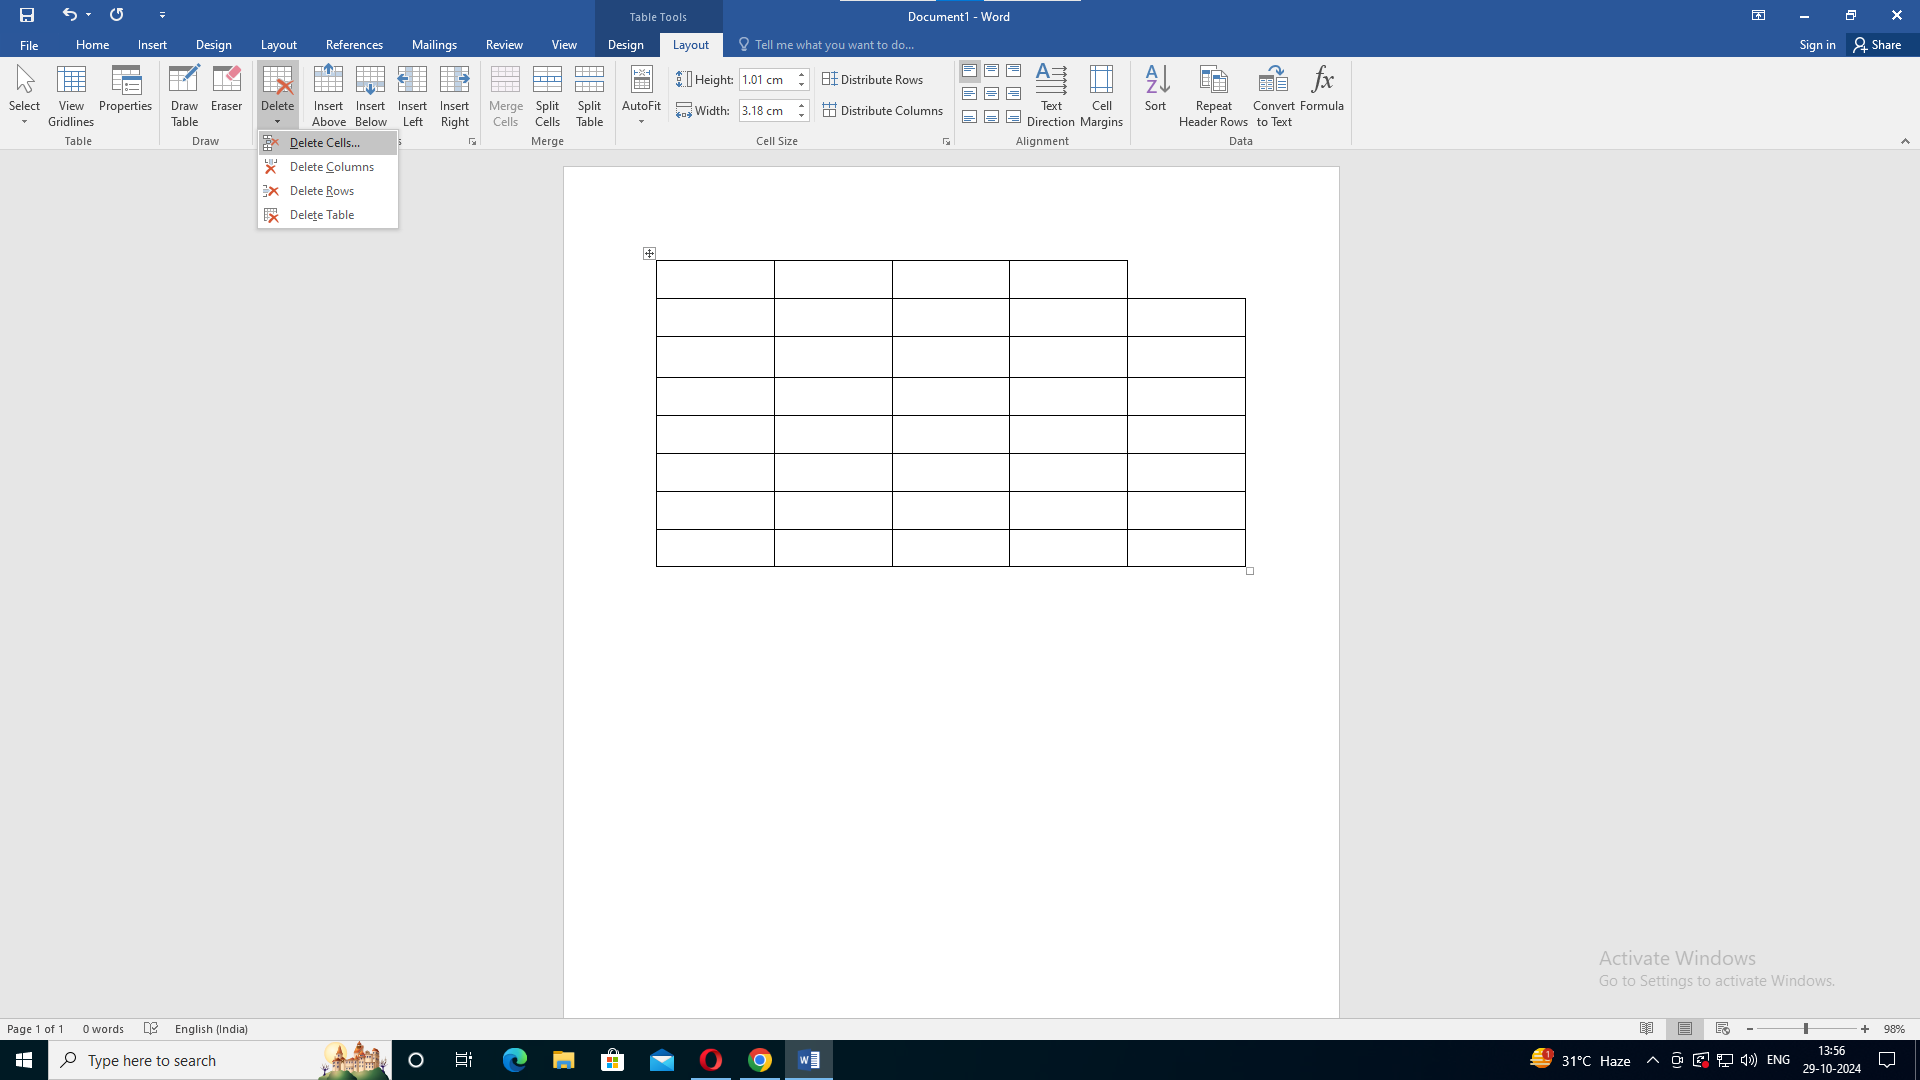 Table Tools
Document1 - Word
File Home Insert Design Layout References Mailings Review View Design Layout Tell me what you want to do... Sign in Share
Select
View Gridlines
Properties
Draw Table
Eraser
Delete
Insert Above
Insert Below
Insert Left
Insert Right
Merge Cells
Split Cells
Split Table
AutoFit
Height: 1.01 cm
Width: 3.18 cm
Distribute Rows
Distribute Columns
Text Direction
Cell Margins
Sort
Repeat Header Rows
Convert to Text
Formula
Table Draw s Merge Cell Size Alignment Data
Delete Cells...
Delete Columns
Delete Rows
Delete Table
Activate Windows
Go to Settings to activate Windows.
Page 1 of 1 0 words English (India) 98%
Type here to search
1 31°C Haze ENG
13:56
29-10-2024